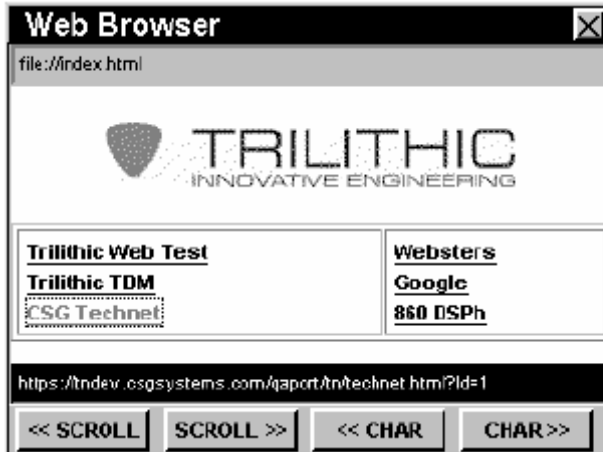 Web Browser
file://index.html
TRILITHIC
INNOVATIVE ENGINEERING
Trilithic Web Test
Websters
Trilithic TDM
Google
CSG Technet
860 DSPh
https://tndev.csgsystems.com/qaport/tn/technet.html?Id=1
<< SCROLL
SCROLL >>
<< CHAR
CHAR>>